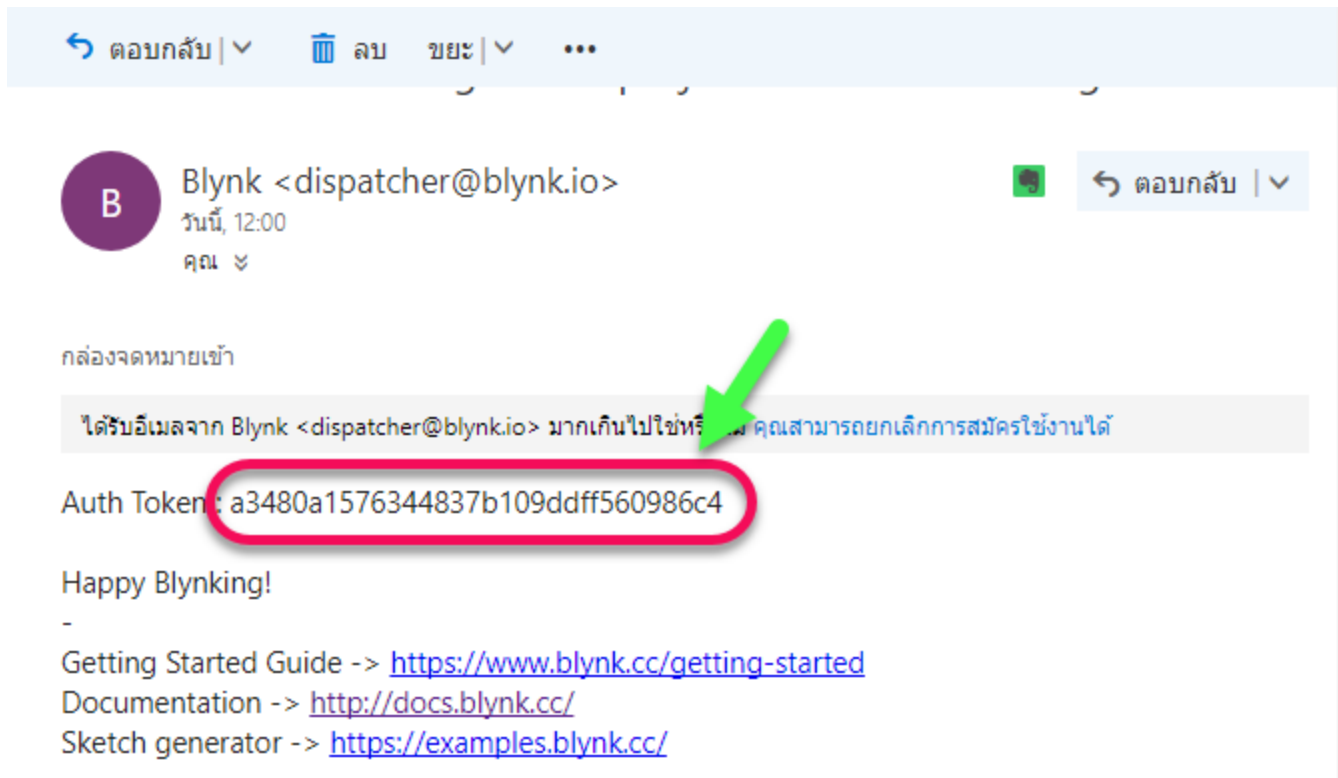 ตอบกลับ ลบ ขยะ
B
Blynk <dispatcher@blynk.io>
ตอบกลับ
วันนี้, 12:00
คุณ
กล่องจดหมายเข้า
ได้รับอีเมลจาก Blynk <dispatcher@blynk.io> มากเกินไปใช่ คุณสามารถยกเลิกการสมัครใช้งานได้
Auth Token : a3480a1576344837b109ddff560986c4
Happy Blynking!
-
Getting Started Guide -> https://www.blynk.cc/getting-started
Documentation -> http://docs.blynk.cc/
Sketch generator -> https://examples.blynk.cc/